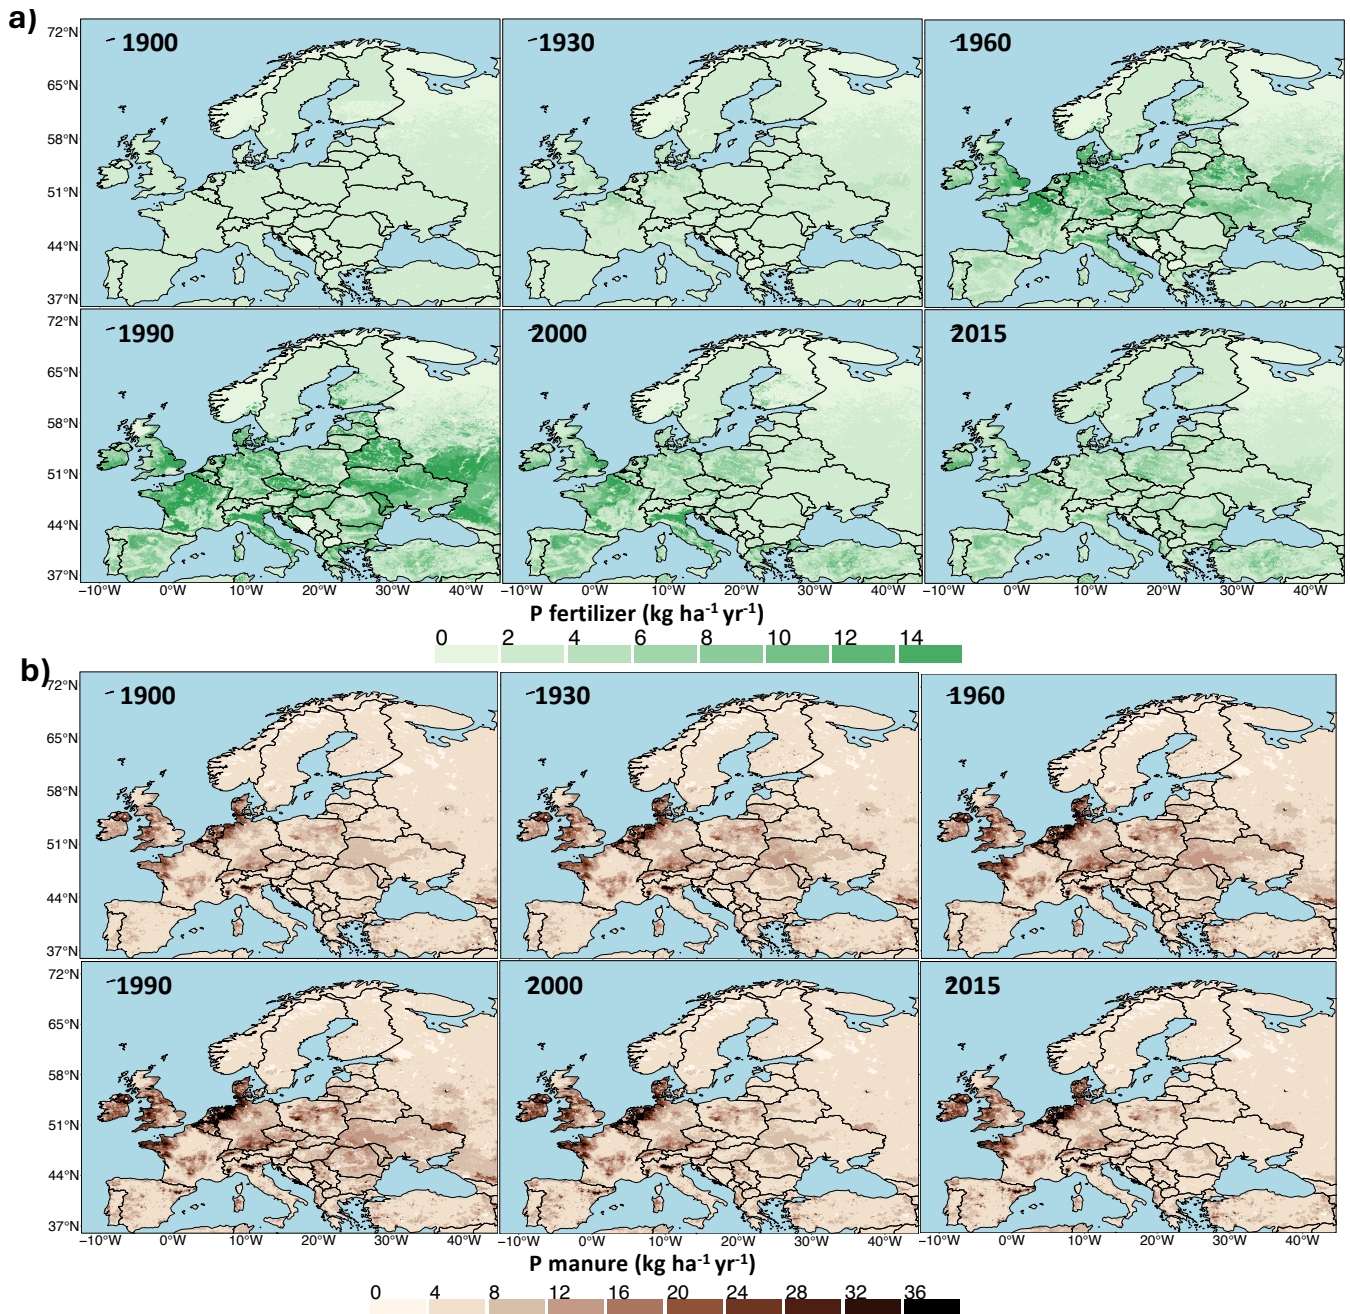 a)
1900 1930 1960
72°N
65°N
58°N
51°N
44°N
37°N
1990 2000 2015
72°N
65°N
58°N
51°N
44°N
37°N
−10°W 0°W 10°W 20°W 30°W 40°W −10°W 0°W 10°W 20°W 30°W 40°W −10°W 0°W 10°W 20°W 30°W 40°W
P fertilizer (kg ha⁻¹ yr⁻¹)
0 2 4 6 8 10 12 14
b)
1900 1930 1960
72°N
65°N
58°N
51°N
44°N
37°N
1990 2000 2015
72°N
65°N
58°N
51°N
44°N
37°N
−10°W 0°W 10°W 20°W 30°W 40°W −10°W 0°W 10°W 20°W 30°W 40°W −10°W 0°W 10°W 20°W 30°W 40°W
P manure (kg ha⁻¹ yr⁻¹)
0 4 8 12 16 20 24 28 32 36